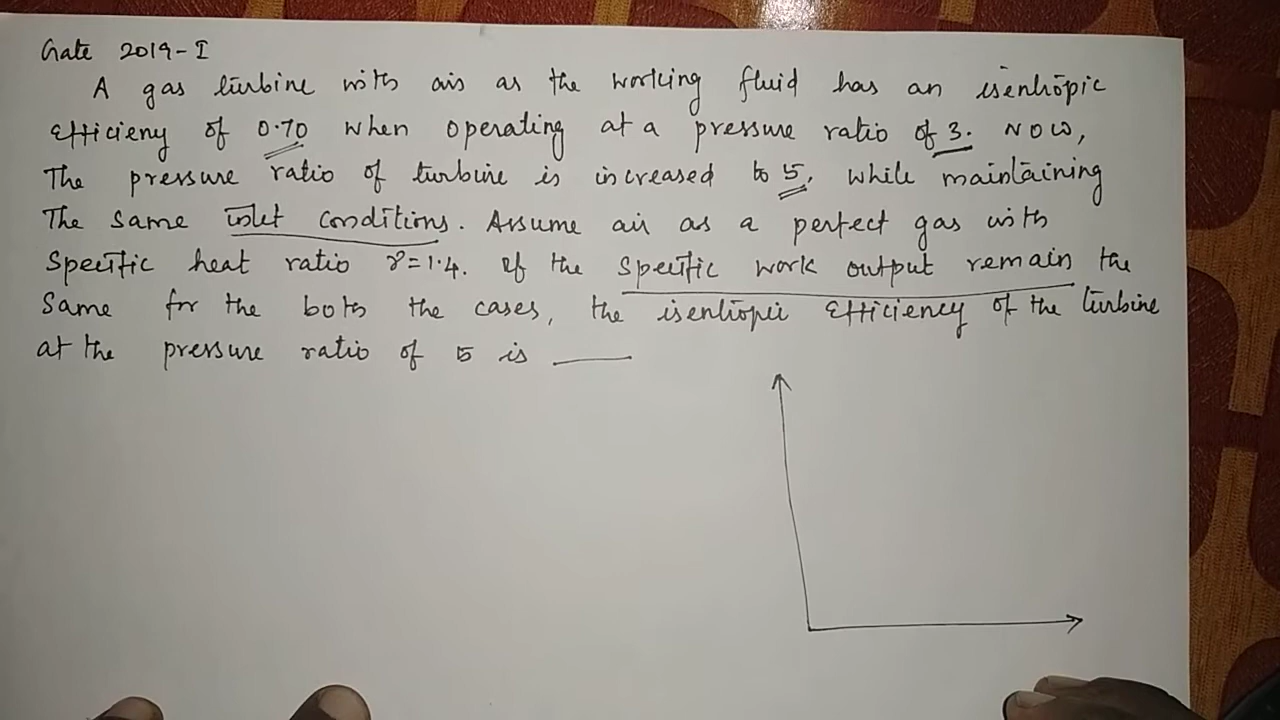 Gate 2019-I
A gas turbine with air as the working fluid has an isentropic
Efficieny of 0.70 when operating at a pressure ratio of 3. Now,
The pressure ratio of turbine is increased to 5, while maintaining
The same inlet conditions. Assume air as a perfect gas with
Specific heat ratio γ=1.4. If the specific work output remain the
Same for the both the cases, the isentropic Efficiency of the turbine
at the pressure ratio of 5 is ____